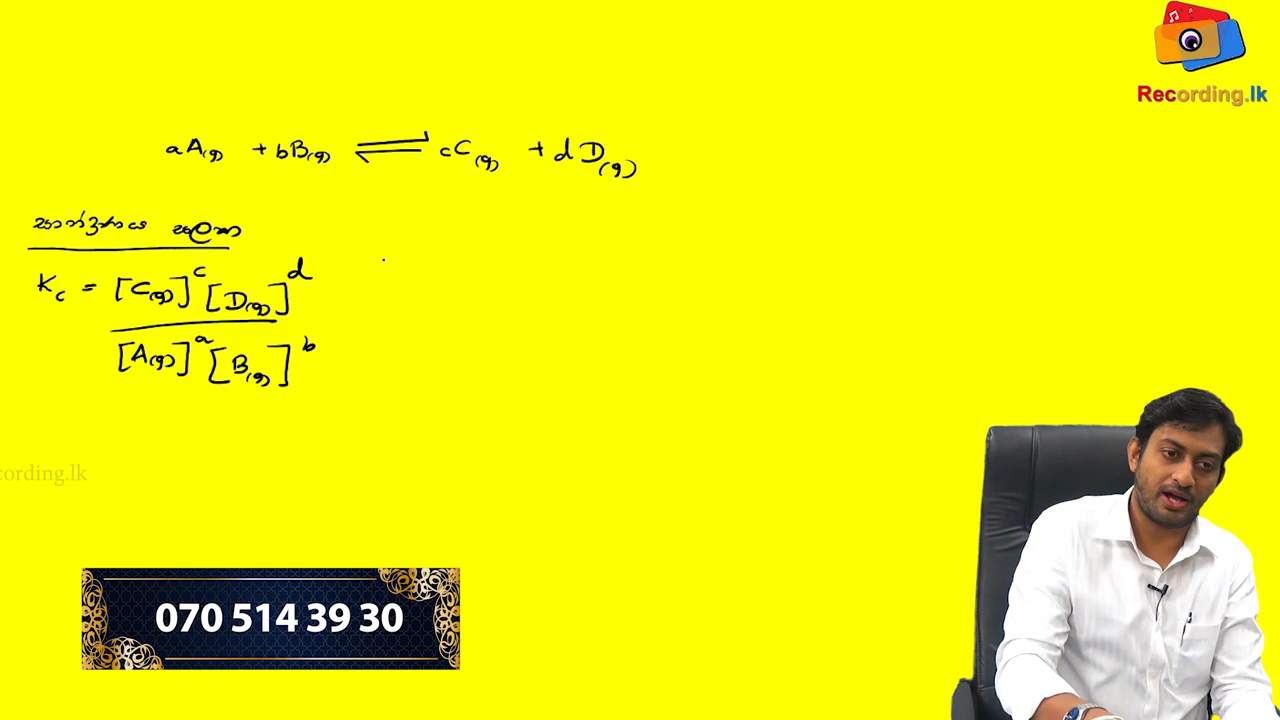 Recording.lk
aA(g) + bB(g) ⇌ cC(g) + dD(g)
සාන්ද්‍රණය සලකා
Kc = [C(g)]^c [D(g)]^d
[A(g)]^a [B(g)]^b
cording.lk
070 514 39 30